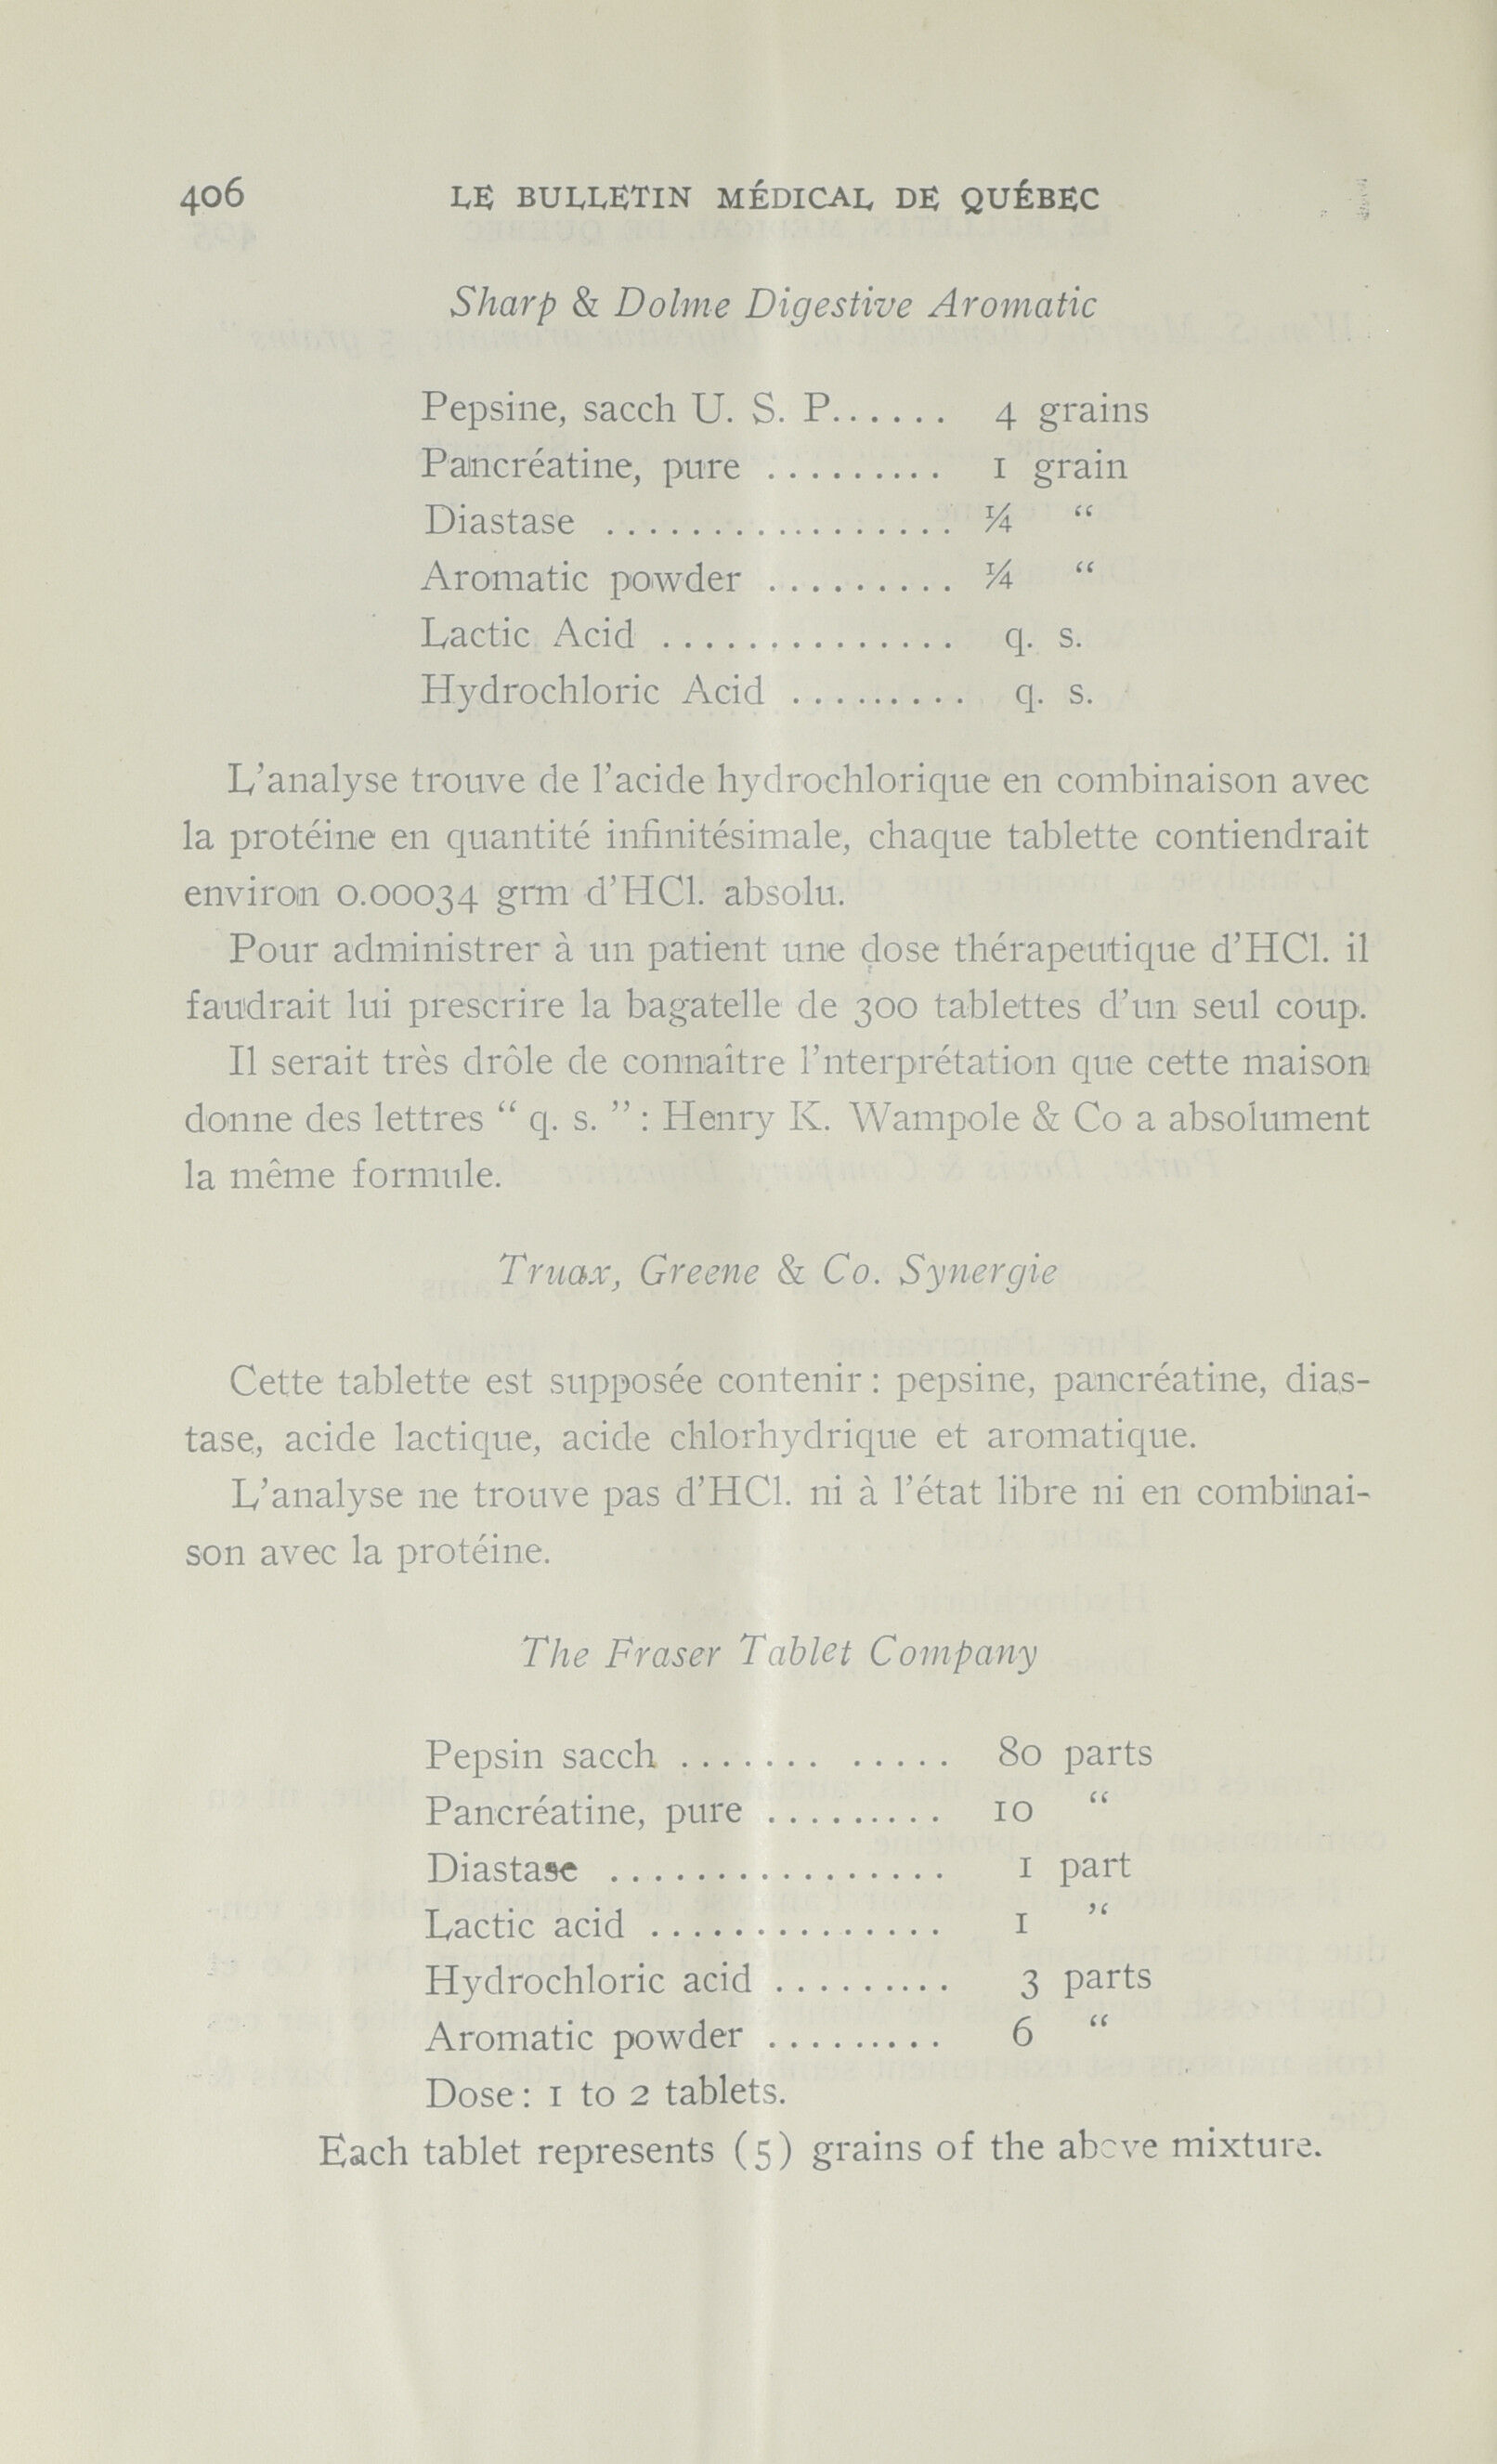 406 LE BULLETIN MÉDICAL DE QUÉBEC
Sharp & Dolme Digestive Aromatic
Pepsine, sacch U. S. P...... 4 grains
Pancréatine, pure ......... 1 grain
Diastase ................. ¼ “
Aromatic powder ......... ¼ “
Lactic Acid .............. q. s.
Hydrochloric Acid ......... q. s.
L’analyse trouve de l’acide hydrochlorique en combinaison avec
la protéine en quantité infinitésimale, chaque tablette contiendrait
environ 0.00034 grm d’HCl. absolu.
Pour administrer à un patient une dose thérapeutique d’HCl. il
faudrait lui prescrire la bagatelle de 300 tablettes d’un seul coup.
Il serait très drôle de connaître l’nterprétation que cette maison
donne des lettres “ q. s. ” : Henry K. Wampole & Co a absolument
la même formule.
Truax, Greene & Co. Synergie
Cette tablette est supposée contenir : pepsine, pancréatine, dias-
tase, acide lactique, acide chlorhydrique et aromatique.
L’analyse ne trouve pas d’HCl. ni à l’état libre ni en combinai-
son avec la protéine.
The Fraser Tablet Company
Pepsin sacch ....... ..... 80 parts
Pancréatine, pure ......... 10 “
Diastase ................ 1 part
Lactic acid .............. 1 ”
Hydrochloric acid ......... 3 parts
Aromatic powder ......... 6 “
Dose : 1 to 2 tablets.
Each tablet represents (5) grains of the above mixture.